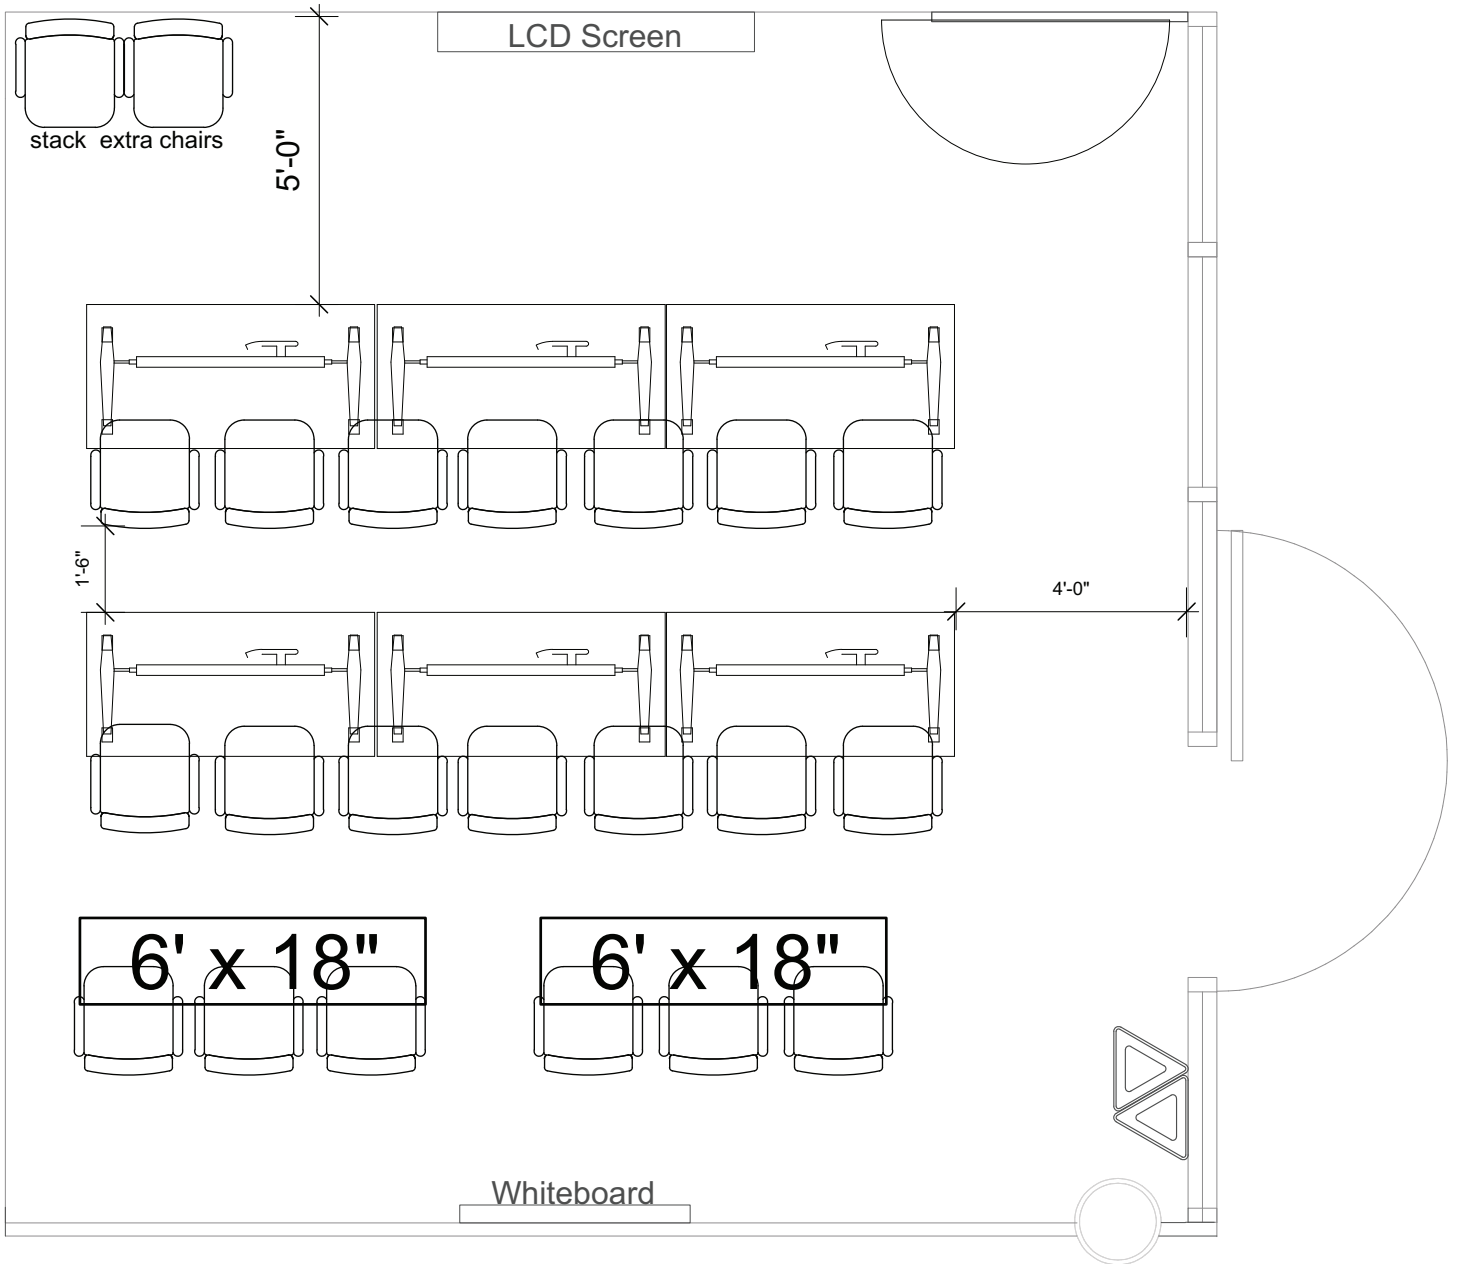 LCD Screen
stack extra chairs
5'-0"
1'-6"
4'-0"
6' x 18"
6' x 18"
Whiteboard